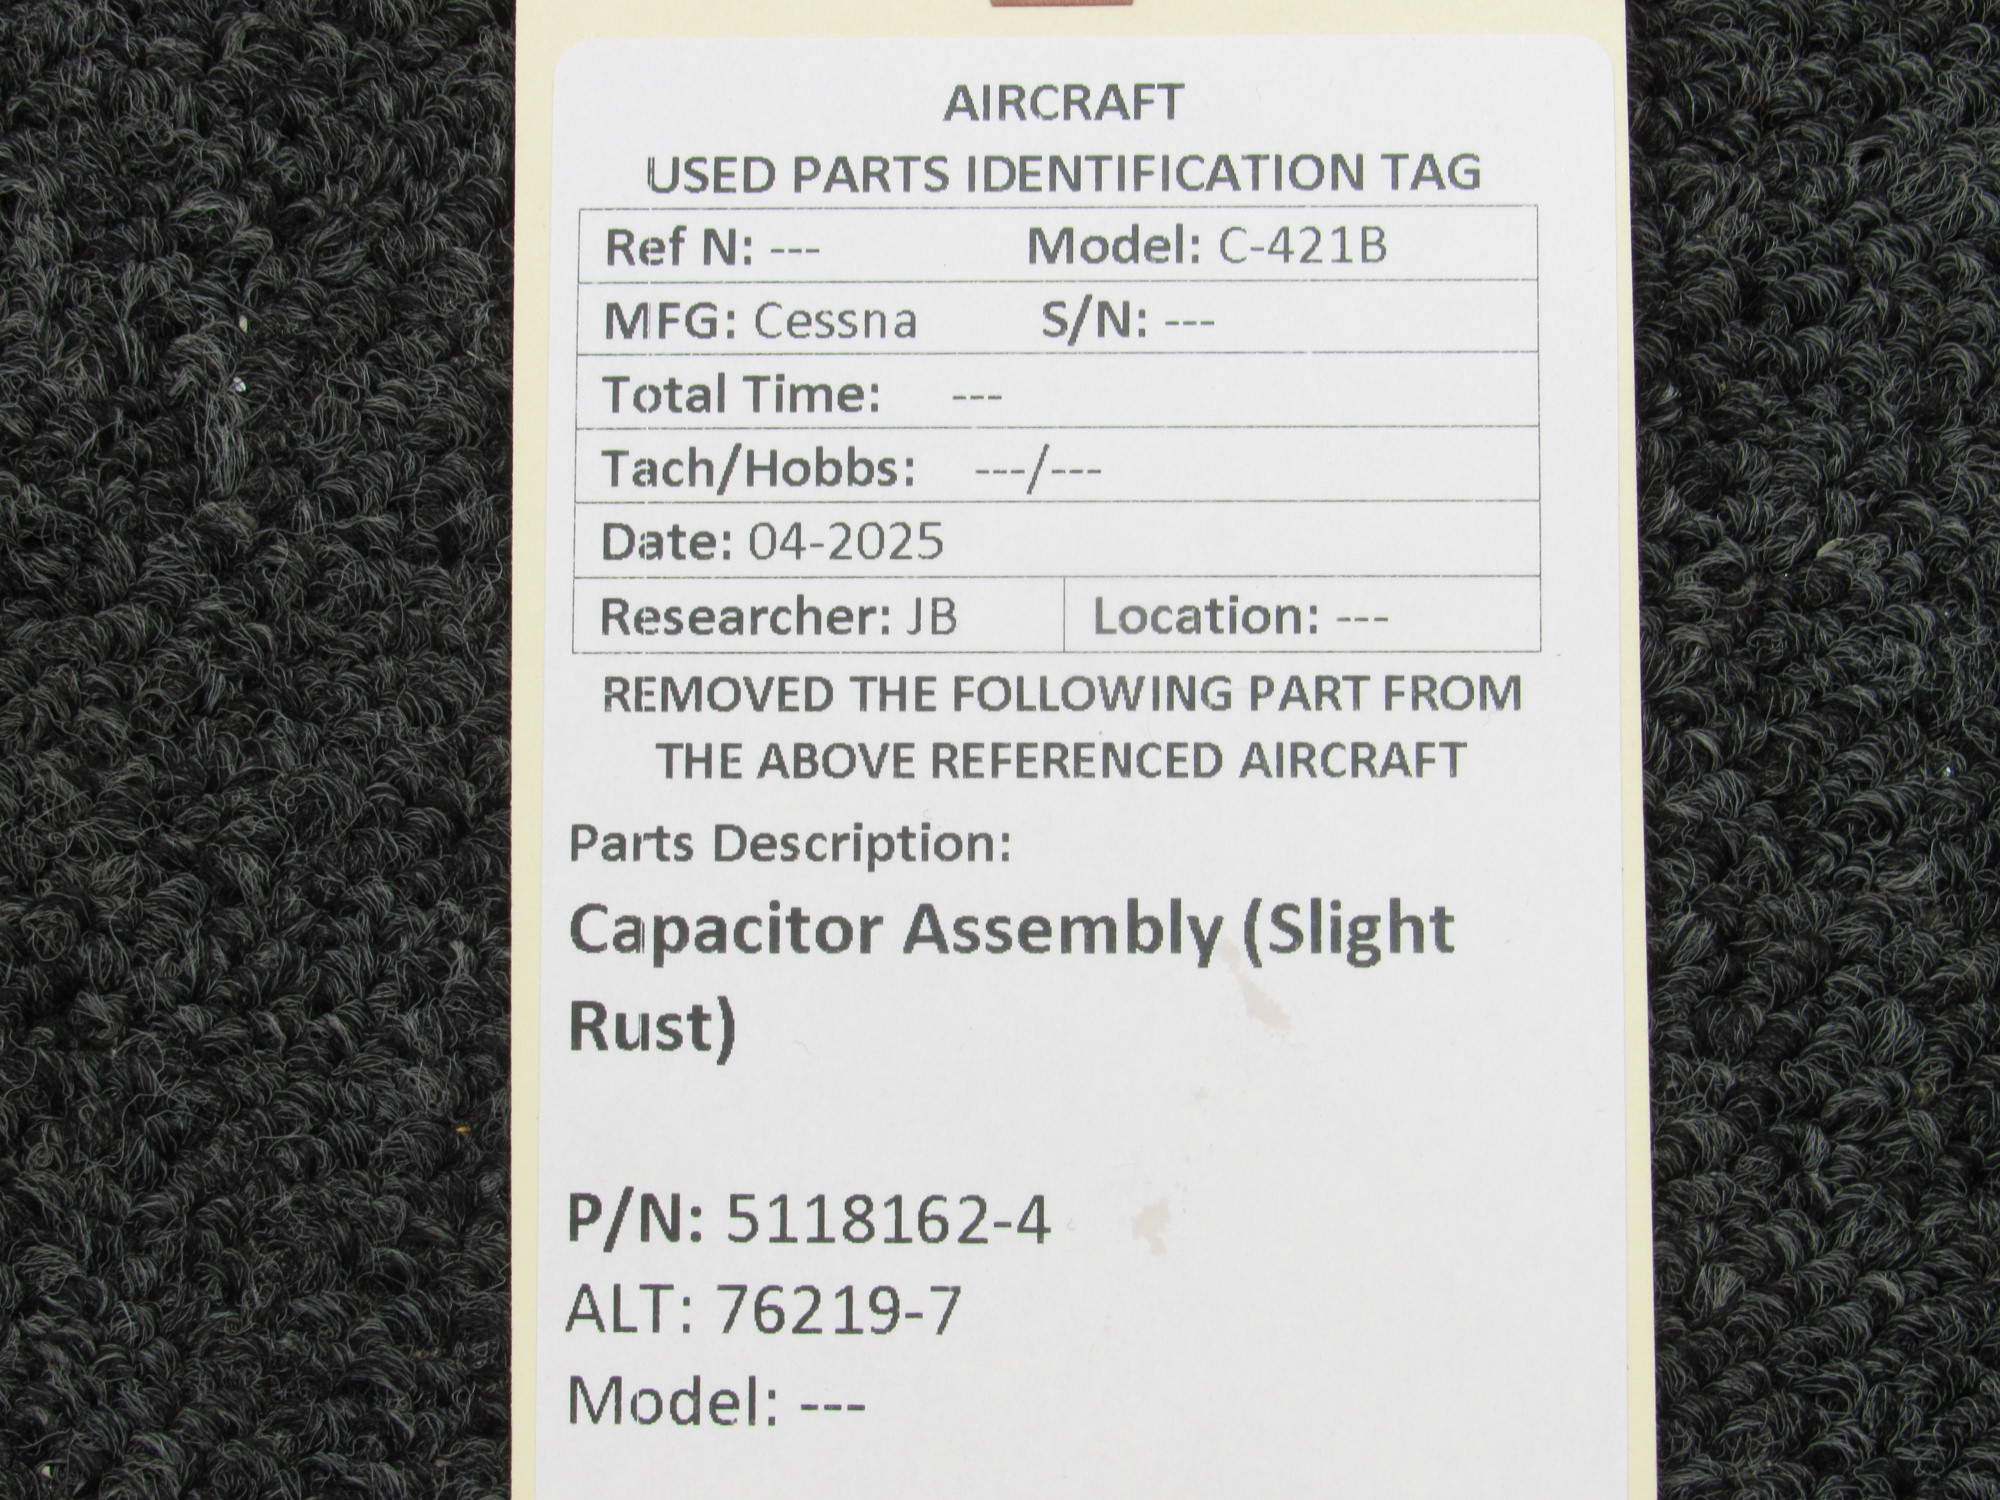 AIRCRAFT
USED PARTS IDENTIFICATION TAG
Ref N: --- Model: C-421B
MFG: Cessna S/N: ---
Total Time: ---
Tach/Hobbs: ---/---
Date: 04-2025
Researcher: JB Location: ---
REMOVED THE FOLLOWING PART FROM
THE ABOVE REFERENCED AIRCRAFT
Parts Description:
Capacitor Assembly (Slight
Rust)
P/N: 5118162-4
ALT: 76219-7
Model: ---